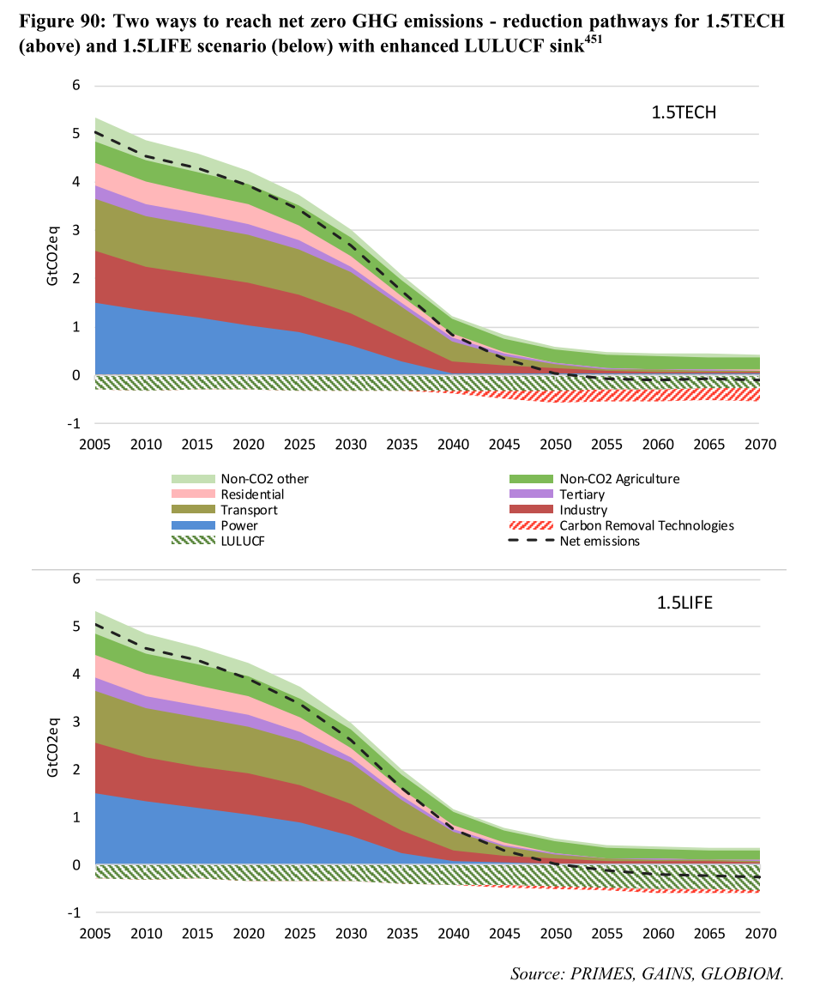 Figure 90: Two ways to reach net zero GHG emissions - reduction pathways for 1.5TECH
(above) and 1.5LIFE scenario (below) with enhanced LULUCF sink451
1.5TECH
6
5
4
3
2
1
0
-1
GtCO2eq
2005 2010 2015 2020 2025 2030 2035 2040 2045 2050 2055 2060 2065 2070
Non-CO2 other
Non-CO2 Agriculture
Residential
Tertiary
Transport
Industry
Power
Carbon Removal Technologies
LULUCF
Net emissions
1.5LIFE
6
5
4
3
2
1
0
-1
GtCO2eq
2005 2010 2015 2020 2025 2030 2035 2040 2045 2050 2055 2060 2065 2070
Source: PRIMES, GAINS, GLOBIOM.